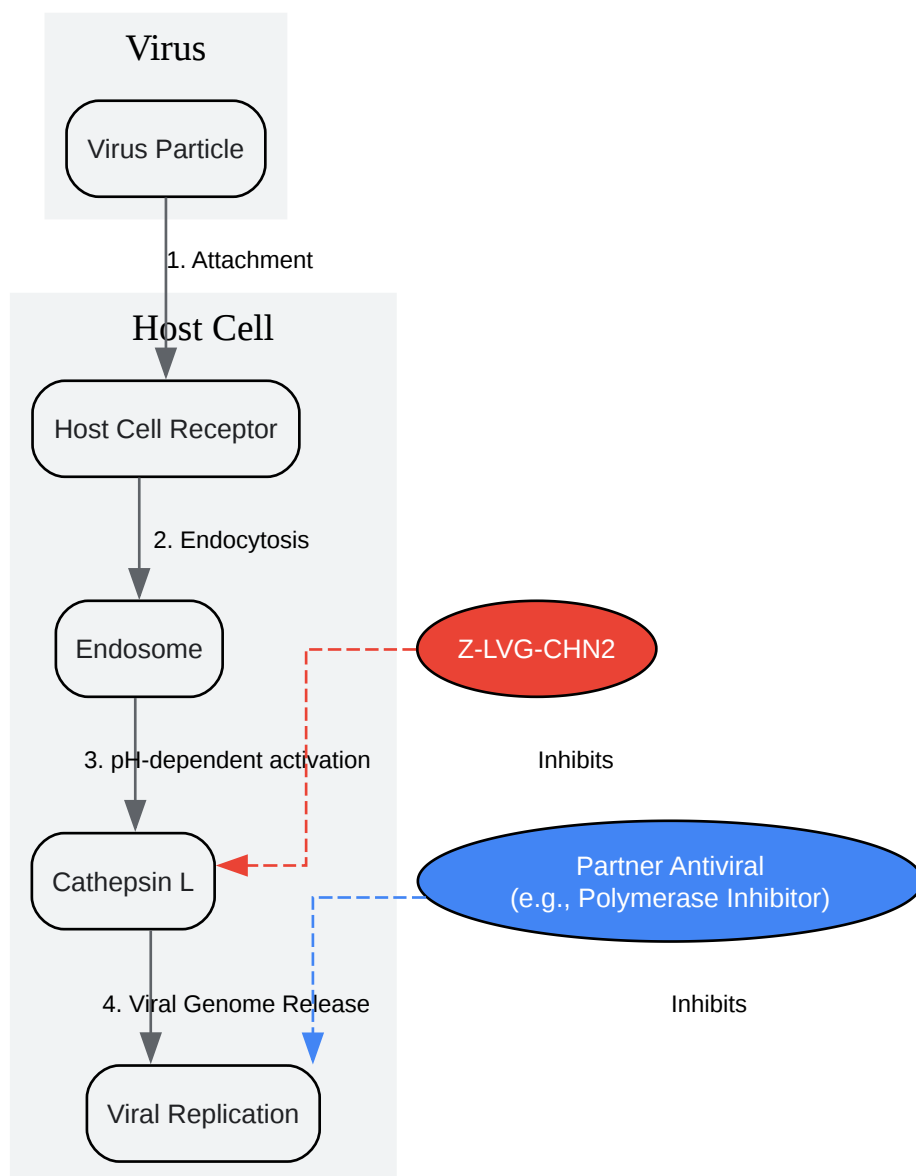 Virus
Virus Particle
1. Attachment
Host Cell
Host Cell Receptor
2. Endocytosis
Endosome
Z-LVG-CHN2
3. pH-dependent activation
Inhibits
Cathepsin L
Partner Antiviral
(e.g., Polymerase Inhibitor)
4. Viral Genome Release
Inhibits
Viral Replication